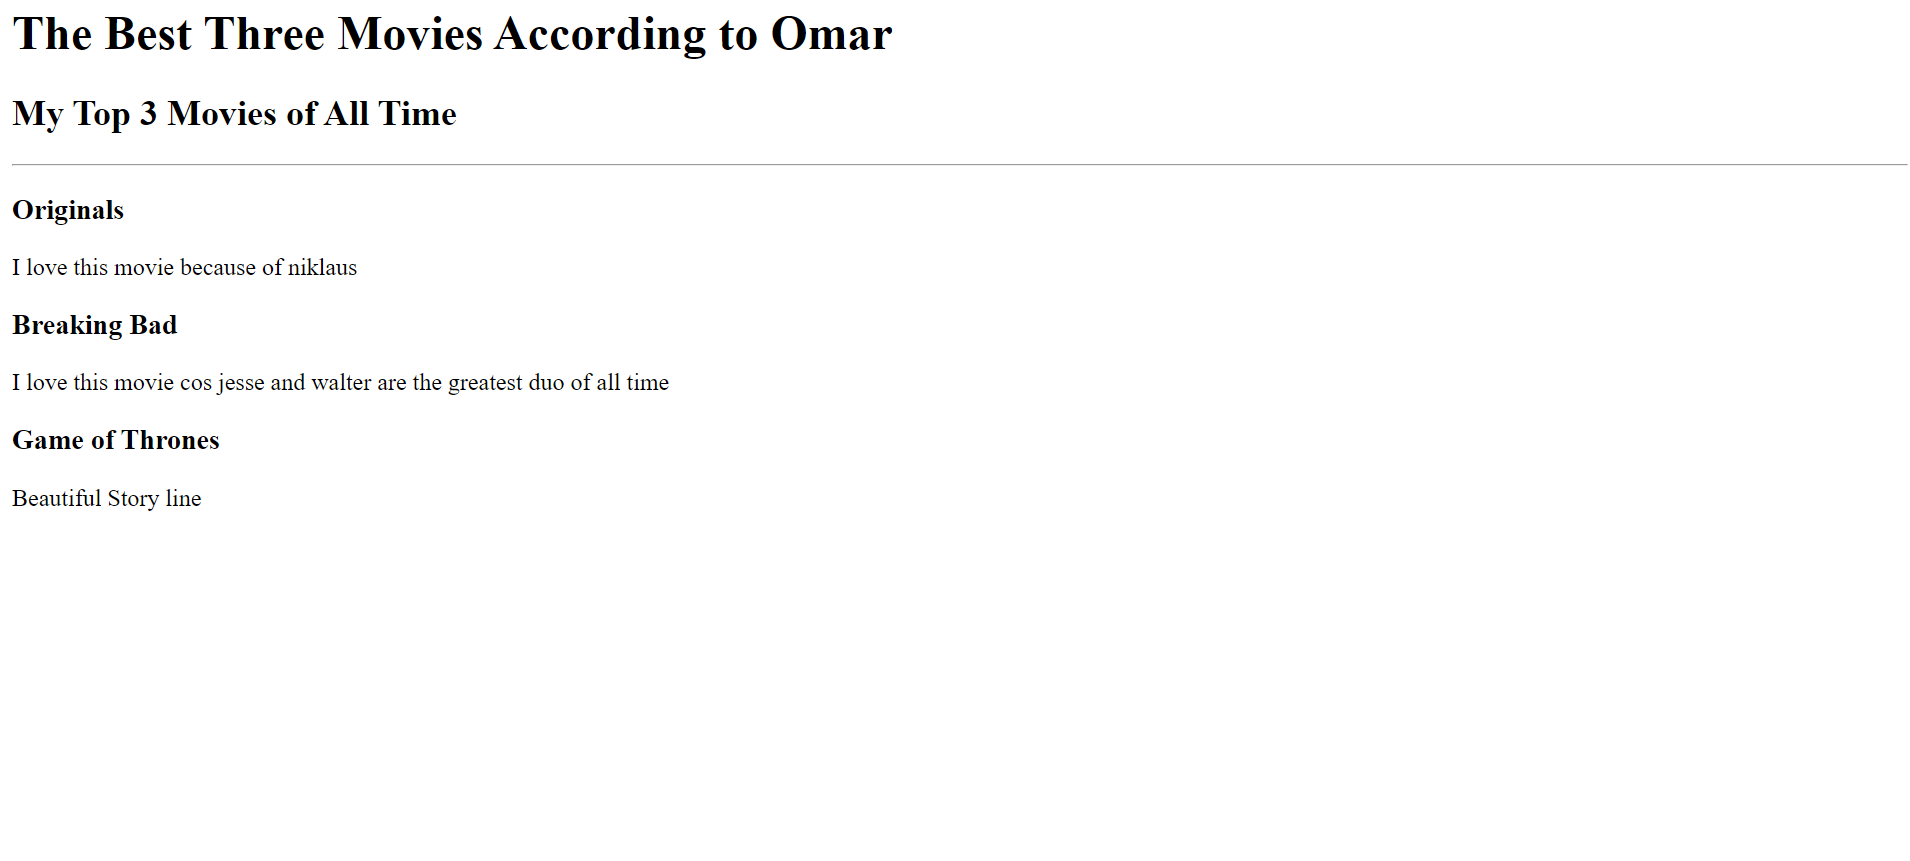 The Best Three Movies According to Omar
My Top 3 Movies of All Time
Originals
I love this movie because of niklaus
Breaking Bad
I love this movie cos jesse and walter are the greatest duo of all time
Game of Thrones
Beautiful Story line